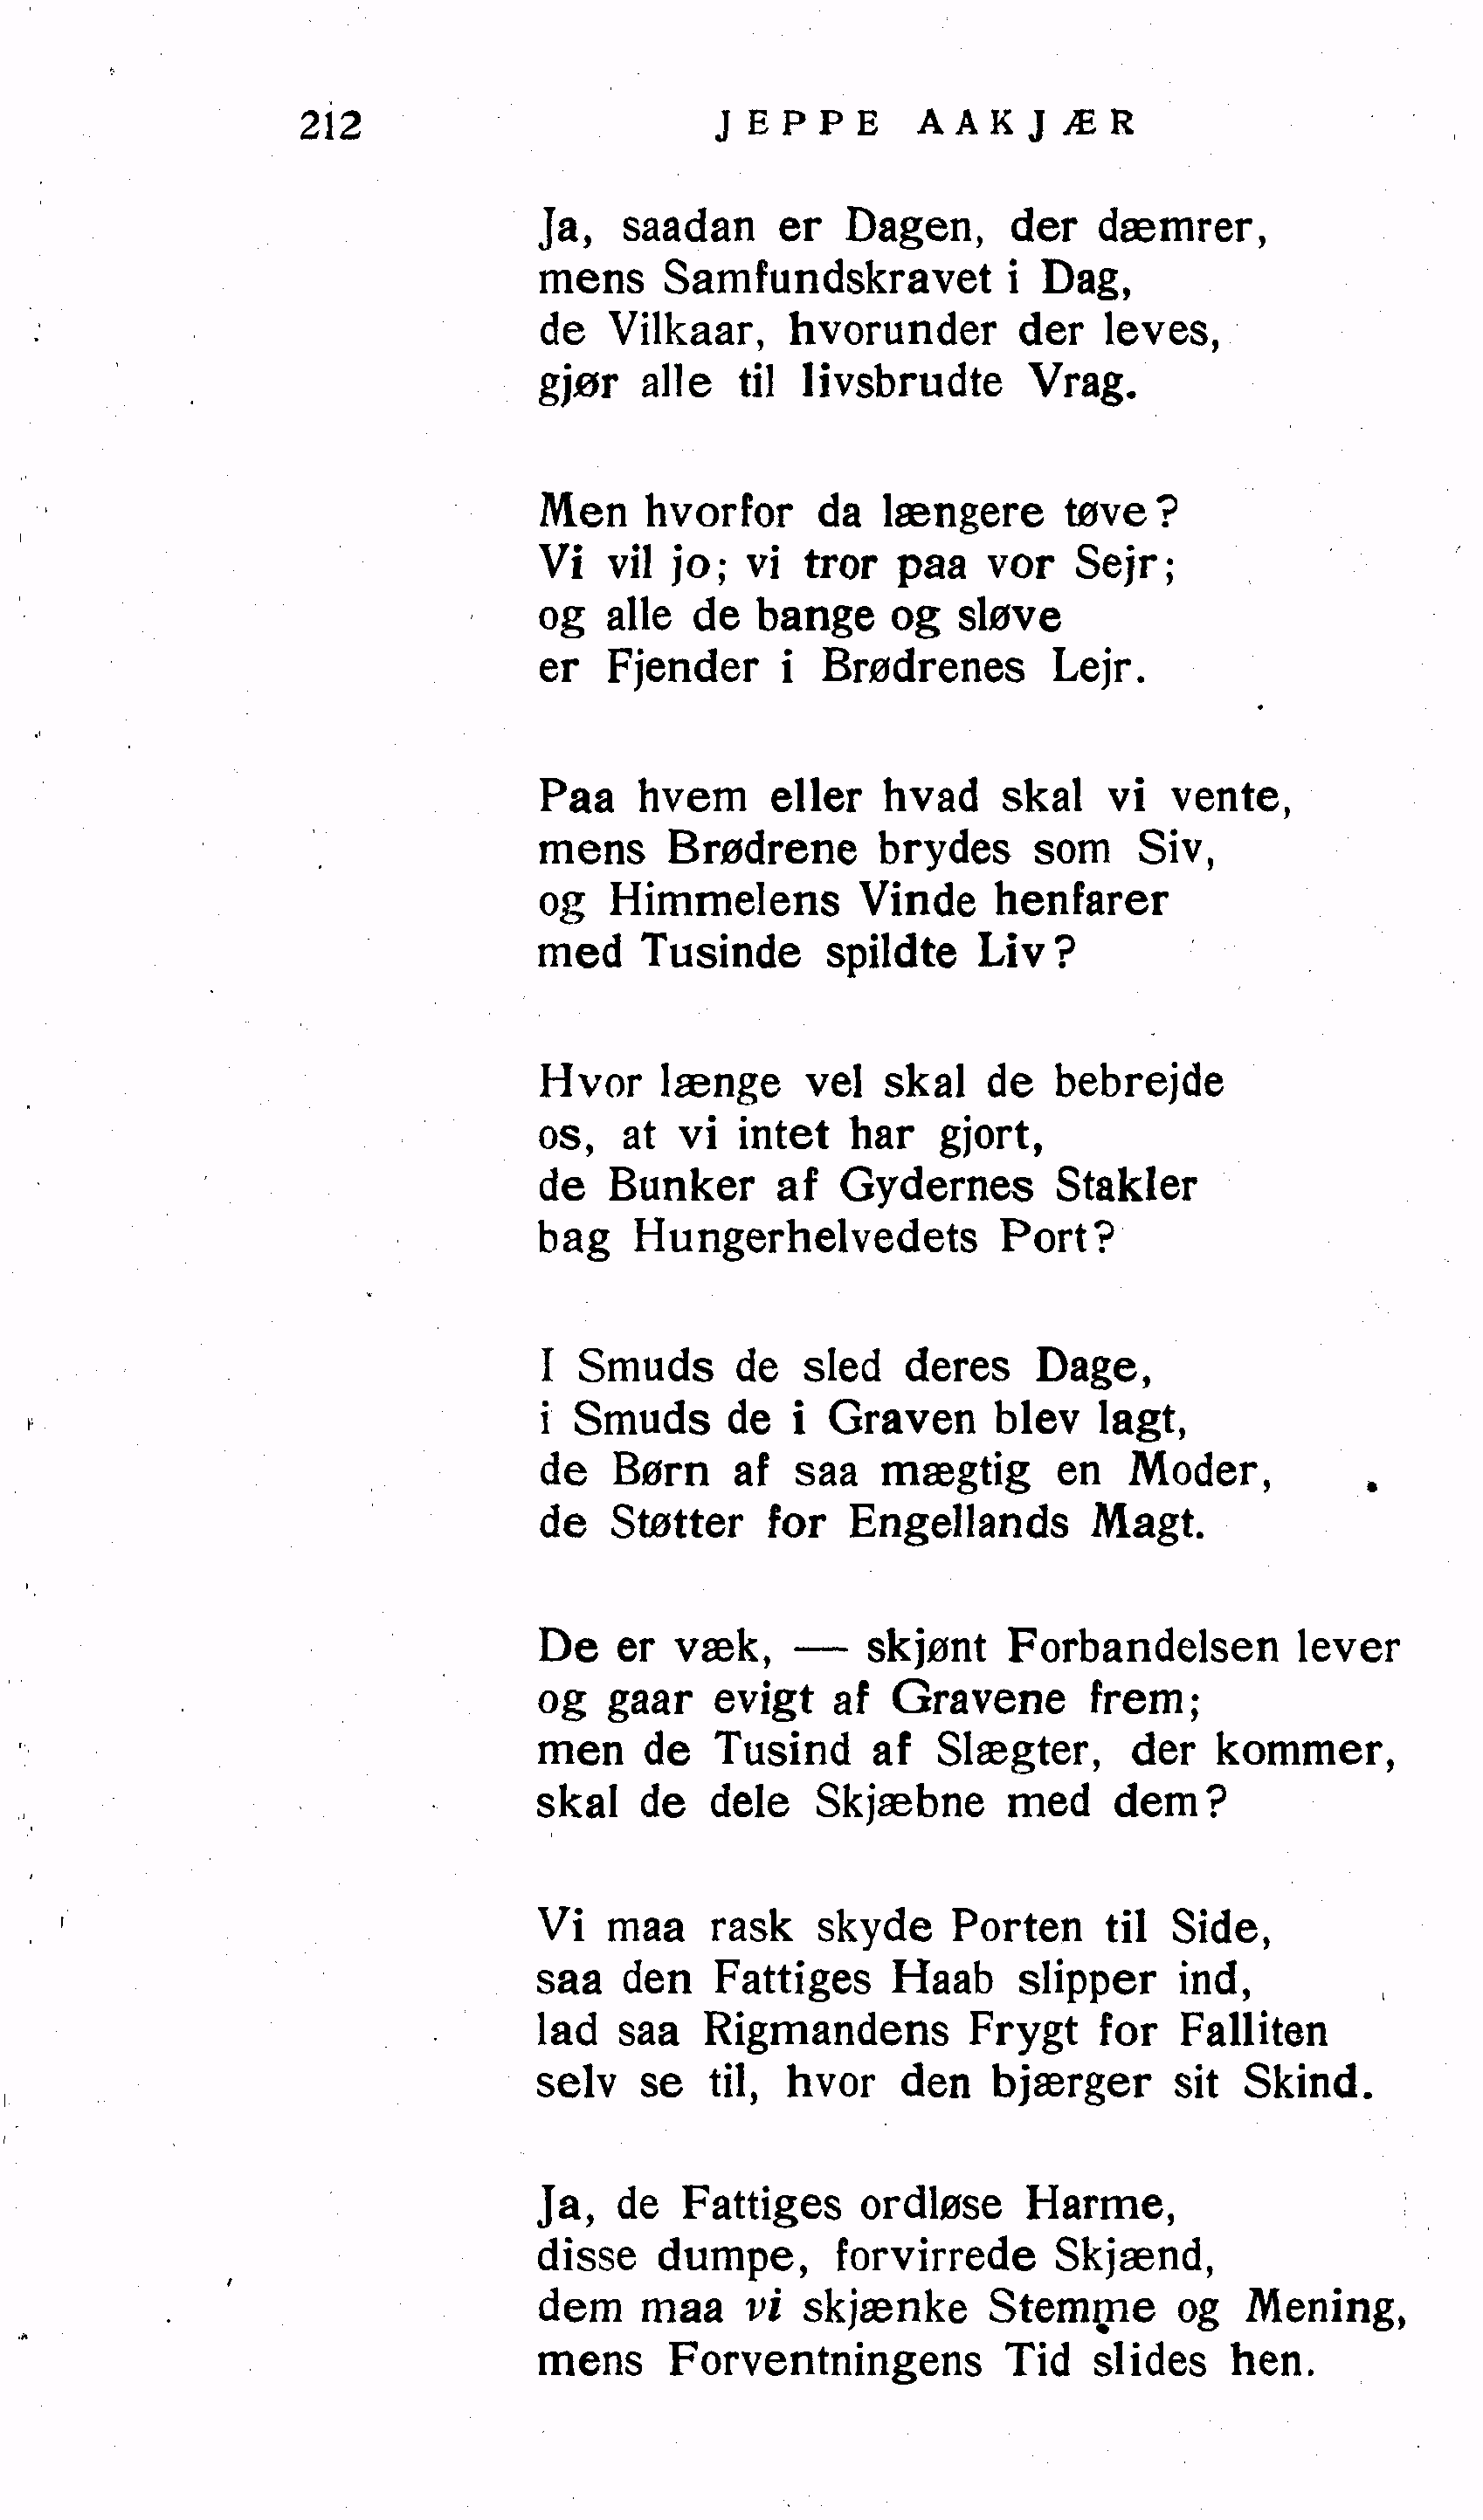 212 JEPPE AAKJÆR
Ja, saadan er Dagen, der dæmrer,
mens Samfundskravet i Dag,
de Vilkaar, hvorunder der leves,
gjør alle til livsbrudte Vrag.
Men hvorfor da længere tøve?
Vi vil jo; vi tror paa vor Sejr;
og alle de bange og sløve
er Fjender i Brødrenes Lejr.
Paa hvem eller hvad skal vi vente,
mens Brødrene brydes som Siv,
og Himmelens Vinde henfarer
med Tusinde spildte Liv?
Hvor længe vel skal de bebrejde
os, at vi intet har gjort,
de Bunker af Gydernes Stakler
bag Hungerhelvedets Port?
I Smuds de sled deres Dage,
i Smuds de i Graven blev lagt,
de Børn af saa mægtig en Moder,
de Støtter for Engellands Magt.
De er væk, — skjønt Forbandelsen lever
og gaar evigt af Gravene frem;
men de Tusind af Slægter, der kommer,
skal de dele Skjæbne med dem?
Vi maa rask skyde Porten til Side,
saa den Fattiges Haab slipper ind,
lad saa Rigmandens Frygt for Falliten
selv se til, hvor den bjærger sit Skind.
Ja, de Fattiges ordløse Harme,
disse dumpe, forvirrede Skjænd,
dem maa vi skjænke Stemme og Mening,
mens Forventningens Tid slides hen.